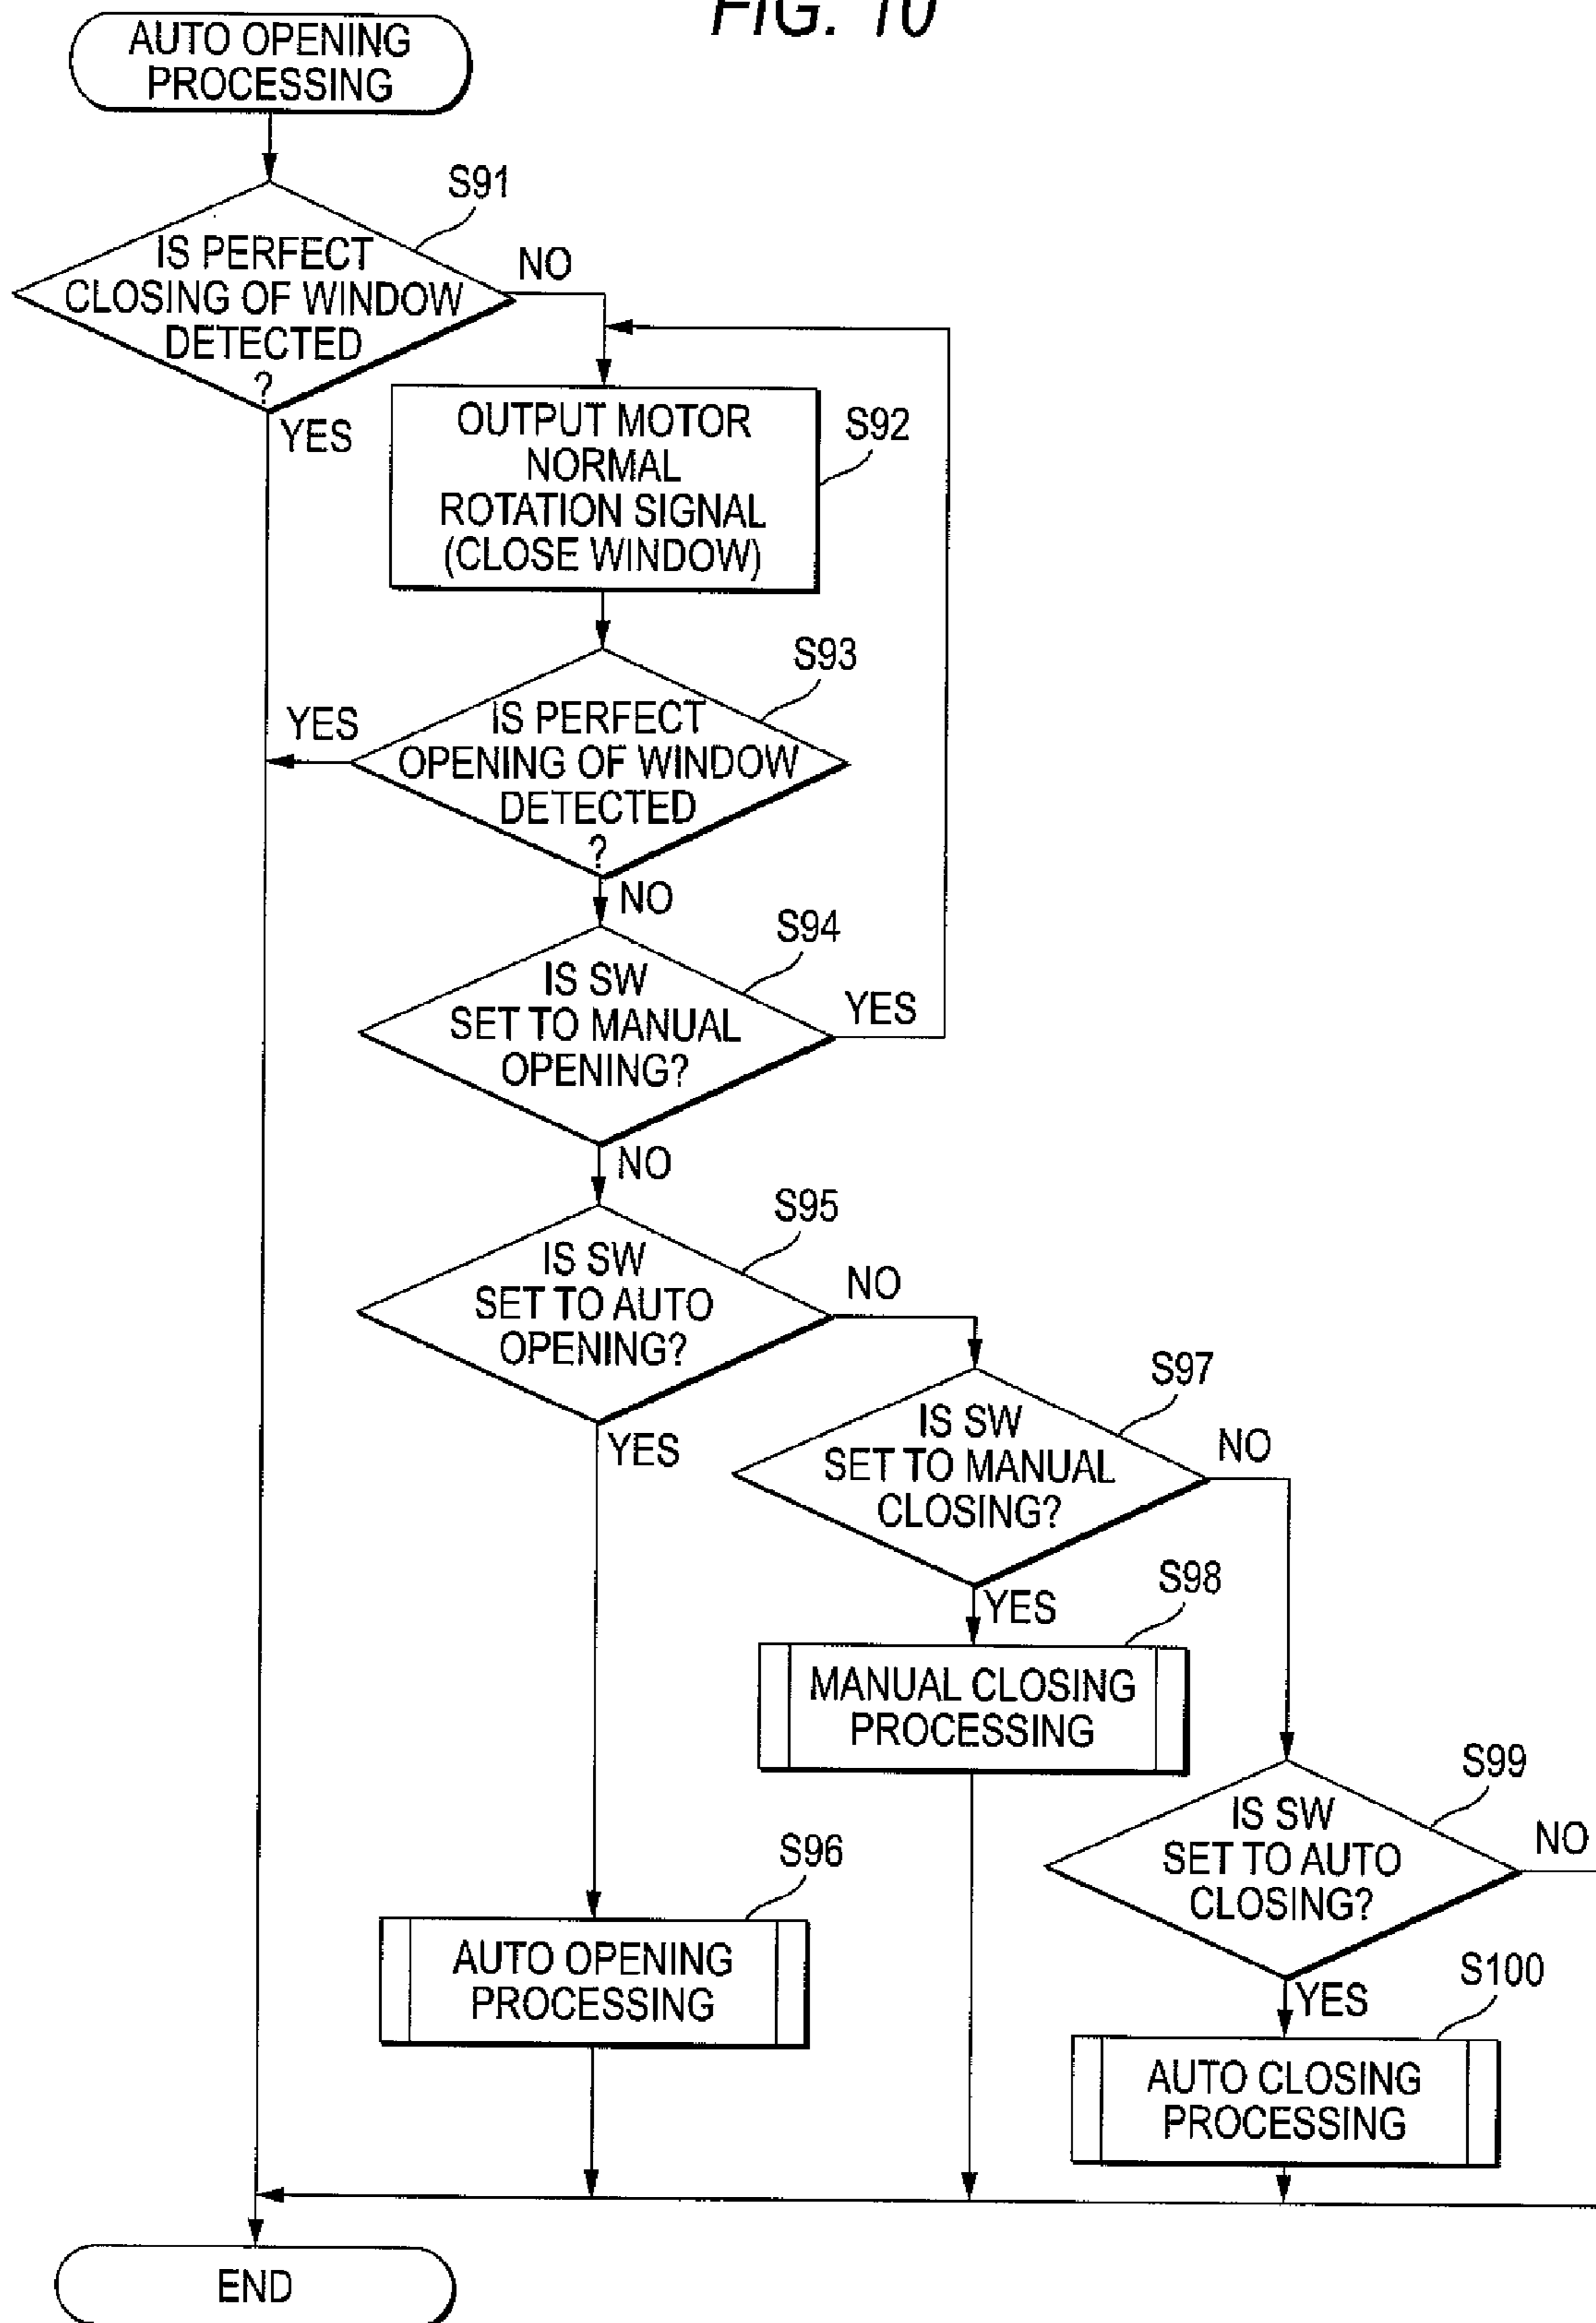 FIG. 10
AUTO OPENING
PROCESSING
S91
IS PERFECT
CLOSING OF WINDOW
DETECTED
?
NO
YES
OUTPUT MOTOR
NORMAL
ROTATION SIGNAL
(CLOSE WINDOW)
S92
S93
IS PERFECT
OPENING OF WINDOW
DETECTED
?
YES
NO
S94
IS SW
SET TO MANUAL
OPENING?
YES
NO
S95
IS SW
SET TO AUTO
OPENING?
NO
YES
S97
IS SW
SET TO MANUAL
CLOSING?
NO
YES
S98
MANUAL CLOSING
PROCESSING
S99
IS SW
SET TO AUTO
CLOSING?
NO
YES
S96
AUTO OPENING
PROCESSING
S100
AUTO CLOSING
PROCESSING
END